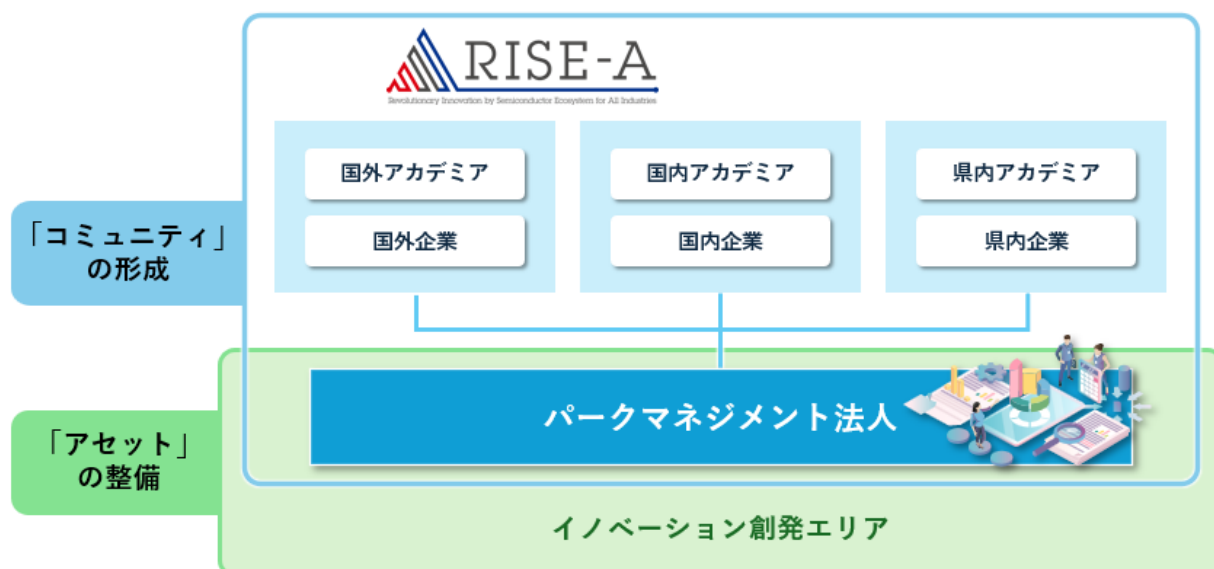 RISE-A
Revolutionary Innovation by Semiconductor Ecosystem for All Industries
国外アカデミア
国外企業
国内アカデミア
国内企業
県内アカデミア
県内企業
「コミュニティ」
の形成
パークマネジメント法人
「アセット」
の整備
イノベーション創発エリア